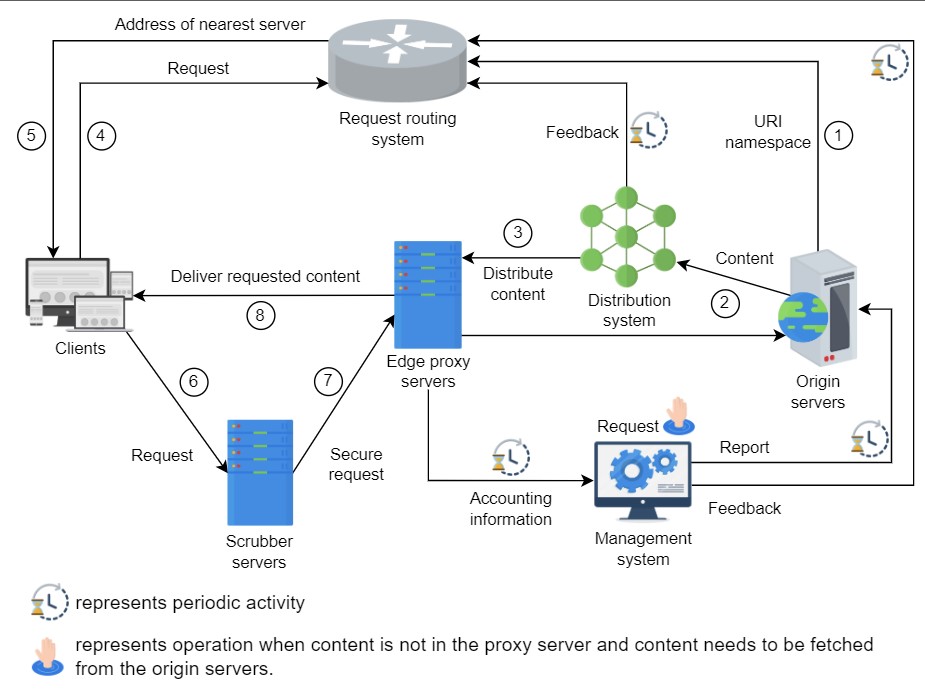 Address of nearest server
Request
Request routing
system
5
4
Feedback
URI
namespace
1
3
Distribute
content
Content
2
Distribution
system
Deliver requested content
8
Clients
Edge proxy
servers
Origin
servers
6
7
Request
Secure
request
Request
Report
Accounting
information
Feedback
Scrubber
servers
Management
system
represents periodic activity
represents operation when content is not in the proxy server and content needs to be fetched
from the origin servers.